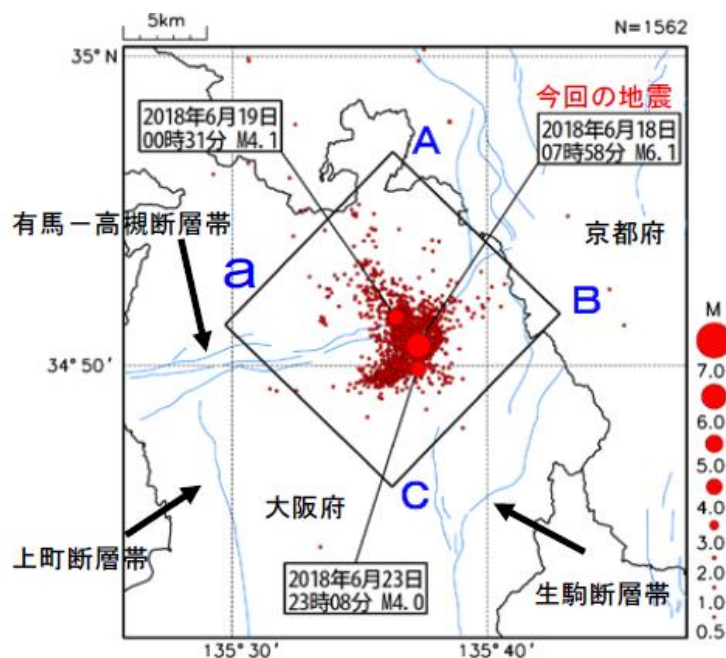 5km
N=1562
35° N
今回の地震
2018年6月19日
00時31分 M4.1
A
2018年6月18日
07時58分 M6.1
有馬－高槻断層帯
京都府
a
B
M
34° 50′
7.0
6.0
5.0
C
4.0
大阪府
3.0
上町断層帯
2018年6月23日
23時08分 M4.0
生駒断層帯
2.0
1.0
0.5
135° 30′
135° 40′